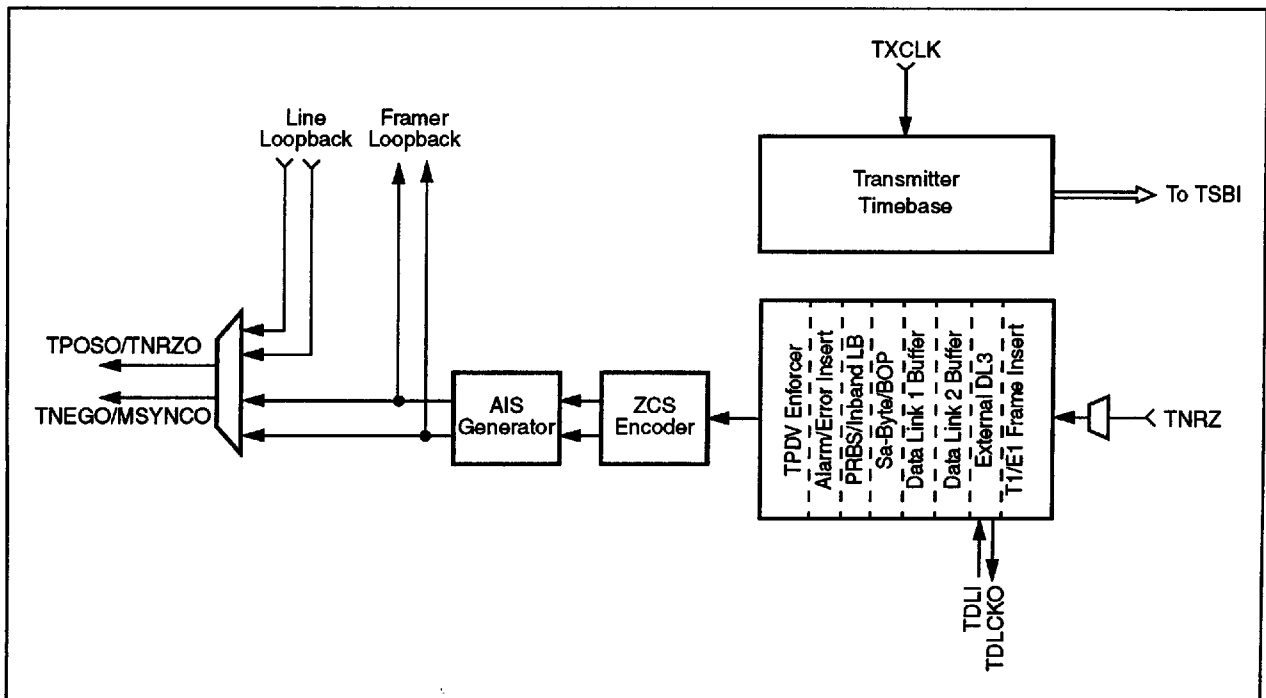 TXCLK
Line
Loopback
Framer
Loopback
Transmitter
Timebase
To TSBI
TPOSO/TNRZO
TNEGO/MSYNCO
AIS
Generator
ZCS
Encoder
TPDV Enforcer
Alarm/Error Insert
PRBS/Inband LB
Sa-Byte/BOP
Data Link 1 Buffer
Data Link 2 Buffer
External DL3
T1/E1 Frame Insert
TNRZ
TDLI
TDLCKO